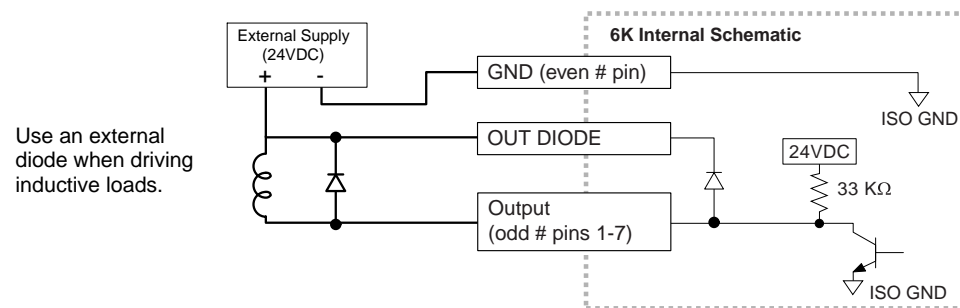 External Supply
(24VDC)
+ -
6K Internal Schematic
GND (even # pin)
ISO GND
Use an external
diode when driving
inductive loads.
OUT DIODE
24VDC
33 KΩ
Output
(odd # pins 1-7)
ISO GND